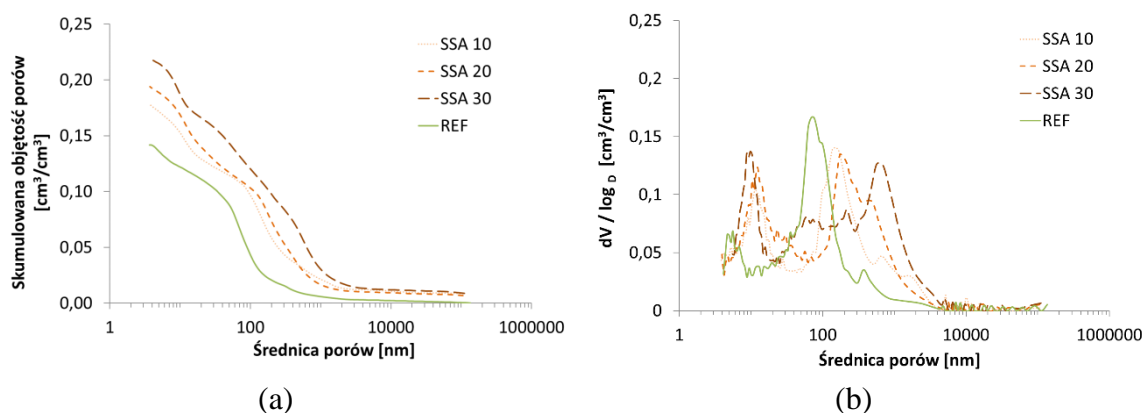 Skumulowana objętość porów
[cm³/cm³]
0,25
0,20
0,15
0,10
0,05
0,00
1
100
10000
1000000
Średnica porów [nm]
SSA 10
SSA 20
SSA 30
REF
(a)
dV / log D [cm³/cm³]
0,25
0,2
0,15
0,1
0,05
0
1
100
10000
1000000
Średnica porów [nm]
SSA 10
SSA 20
SSA 30
REF
(b)